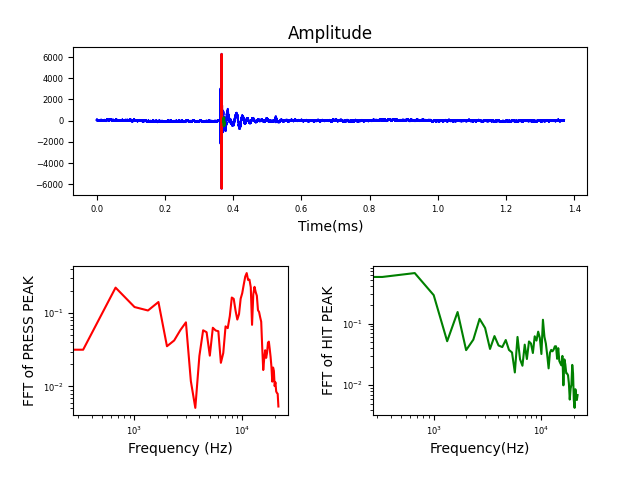 Amplitude
6000
4000
2000
0
−2000
−4000
−6000
0.0 0.2 0.4 0.6 0.8 1.0 1.2 1.4
Time(ms)
FFT of PRESS PEAK
10⁻¹
10⁻²
10³ 10⁴
Frequency (Hz)
FFT of HIT PEAK
10⁻¹
10⁻²
10³ 10⁴
Frequency(Hz)